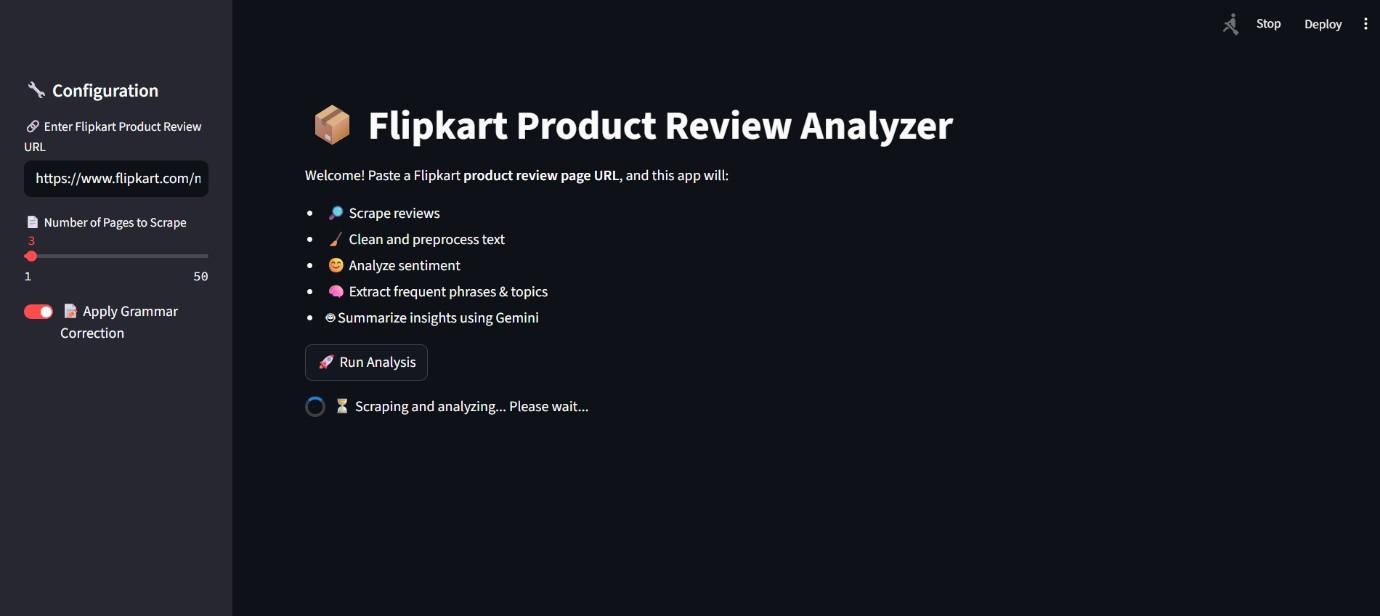 Stop Deploy
🔧 Configuration
🔗 Enter Flipkart Product Review
URL
https://www.flipkart.com/n
📄 Number of Pages to Scrape
3
1 50
📝 Apply Grammar
Correction
📦 Flipkart Product Review Analyzer
Welcome! Paste a Flipkart product review page URL, and this app will:
• 🔎 Scrape reviews
• 🧹 Clean and preprocess text
• 😊 Analyze sentiment
• 🧠 Extract frequent phrases & topics
• 🤖 Summarize insights using Gemini
🚀 Run Analysis
⏳ Scraping and analyzing... Please wait...